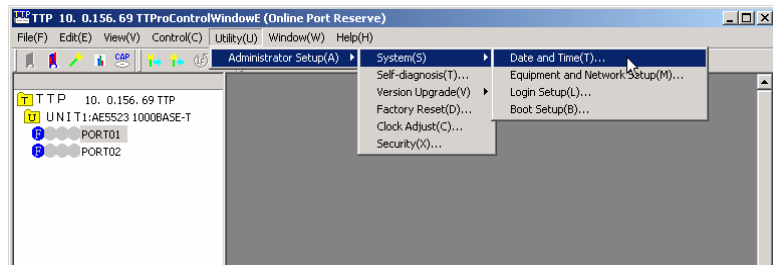 TTP 10. 0.156. 69 TTProControlWindowE (Online Port Reserve)
File(F) Edit(E) View(V) Control(C) Utility(U) Window(W) Help(H)
CAP
Administrator Setup(A)
System(S)
Self-diagnosis(T)...
Version Upgrade(V)
Factory Reset(D)...
Clock Adjust(C)...
Security(X)...
Date and Time(T)...
Equipment and Network Setup(M)...
Login Setup(L)...
Boot Setup(B)...
T TTP 10. 0.156. 69 TTP
U UNIT1:AE5523 1000BASE-T
F PORT01
F PORT02